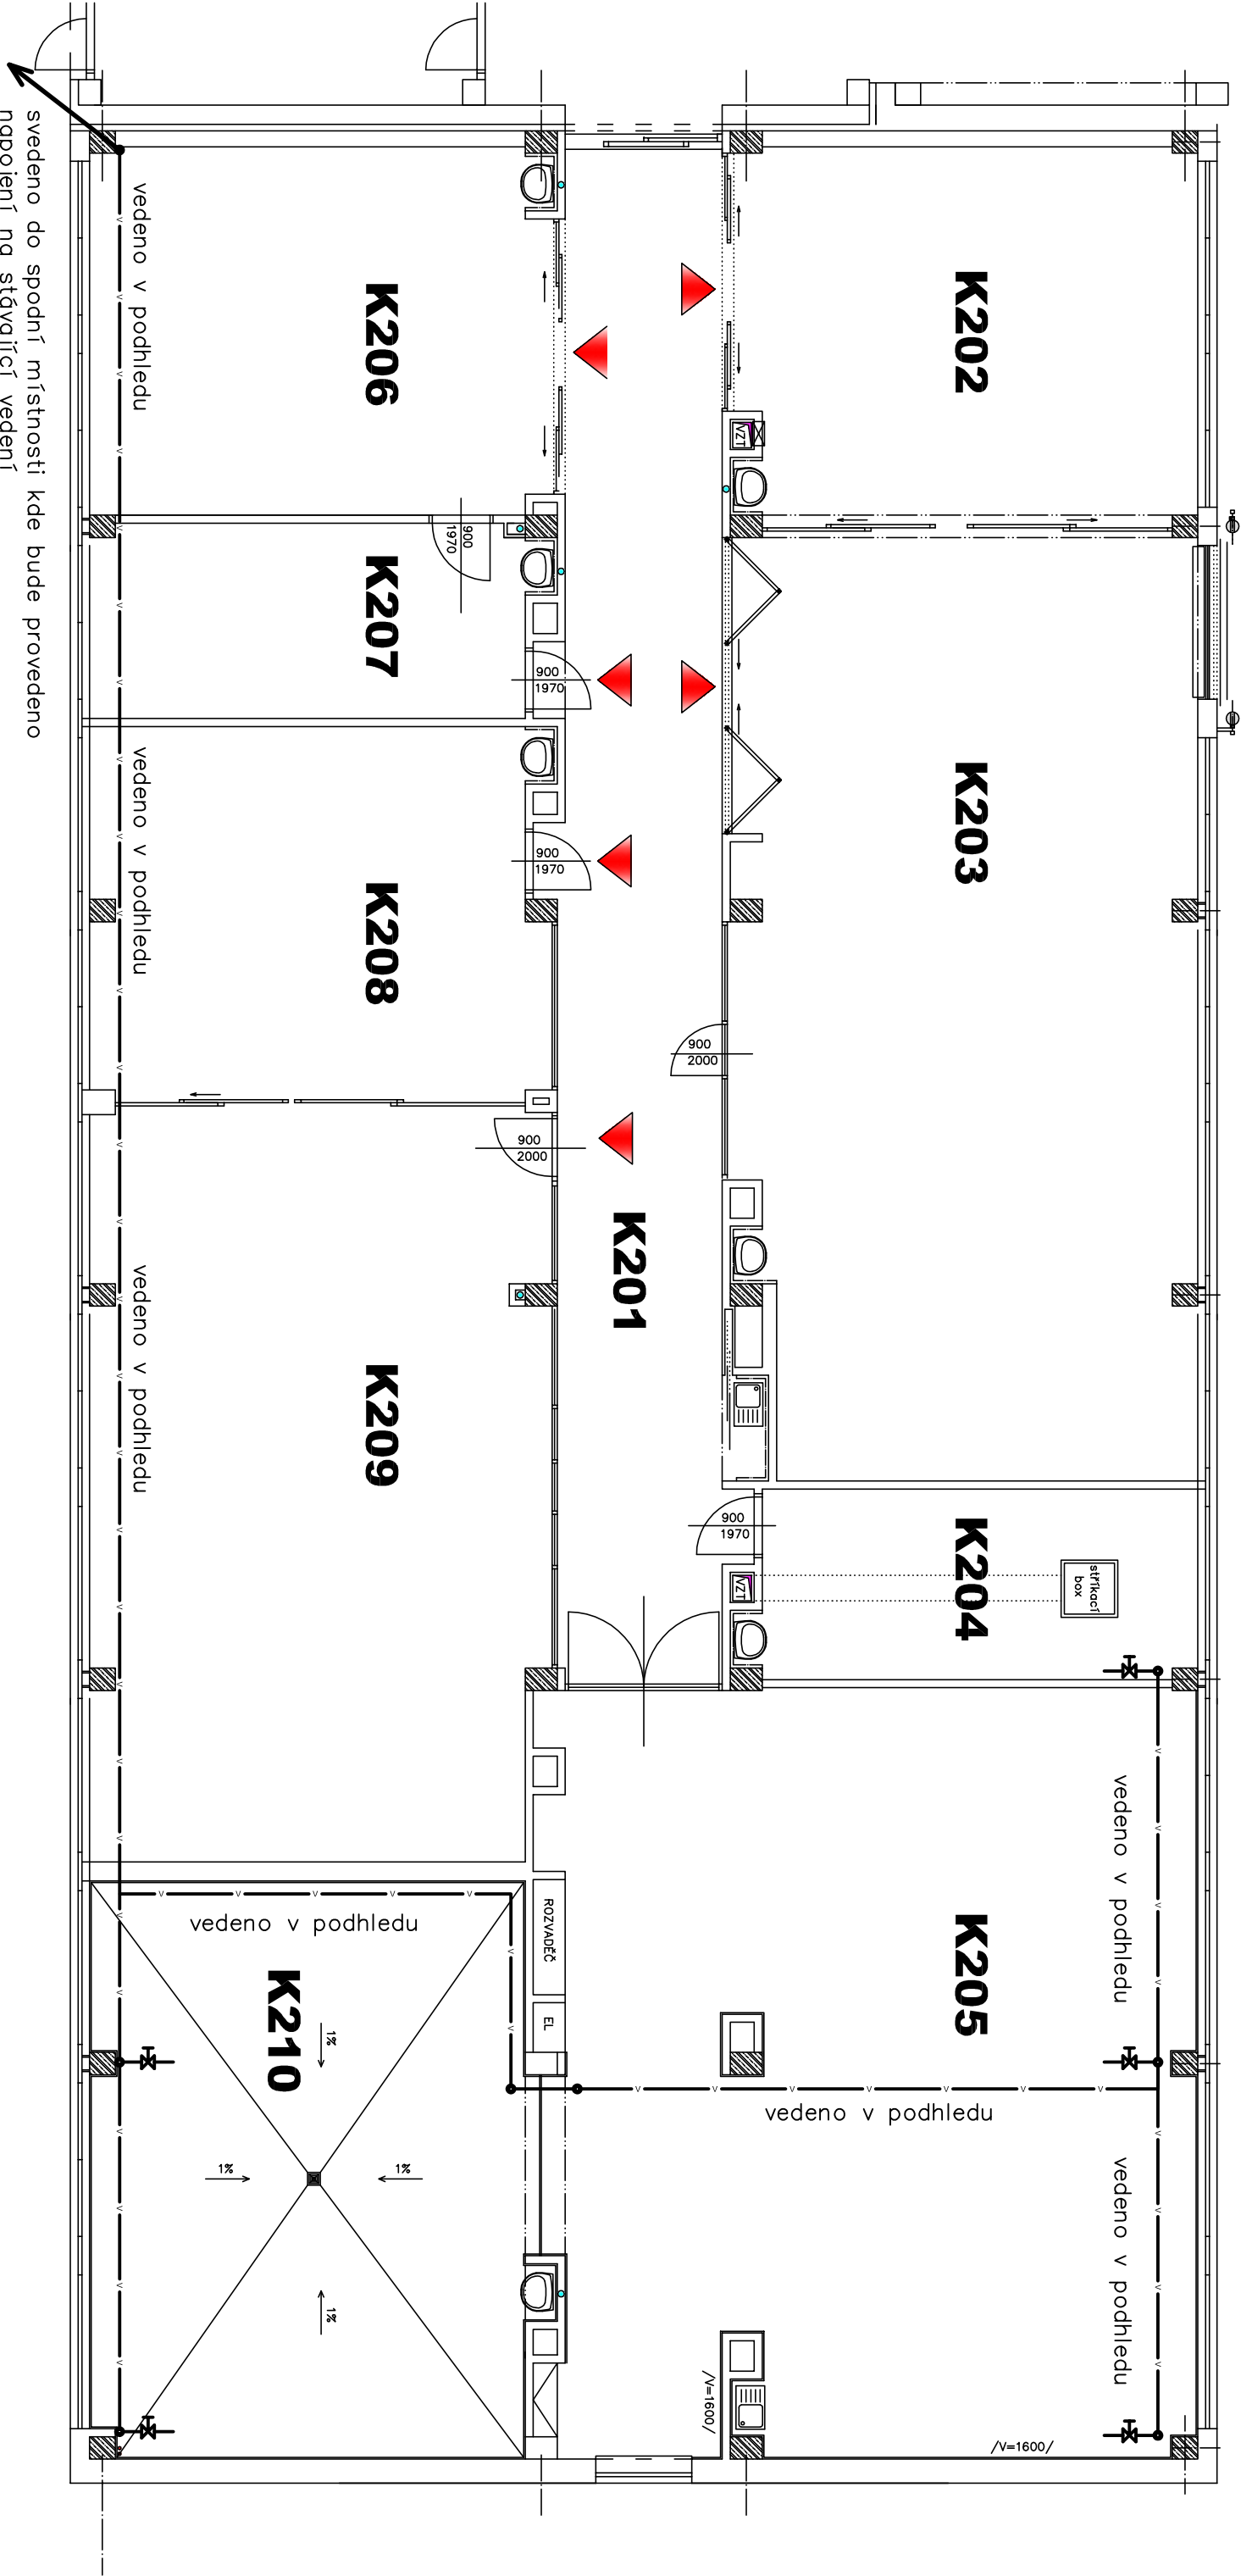 svedeno do spodní místnosti kde bude provedeno
napojení na stávající vedení
vedeno v podhledu
K206
K202
VZT
900
1970
K207
900
1970
K203
vedeno v podhledu
900
1970
K208
900
2000
900
2000
K201
vedeno v podhledu
K209
900
1970
K204
stříkací
box
VZT
vedeno v podhledu
K205
ROZVADĚČ
EL
vedeno v podhledu
K210
1%
vedeno v podhledu
1%
1%
1%
vedeno v podhledu
/V=1600/
/V=1600/